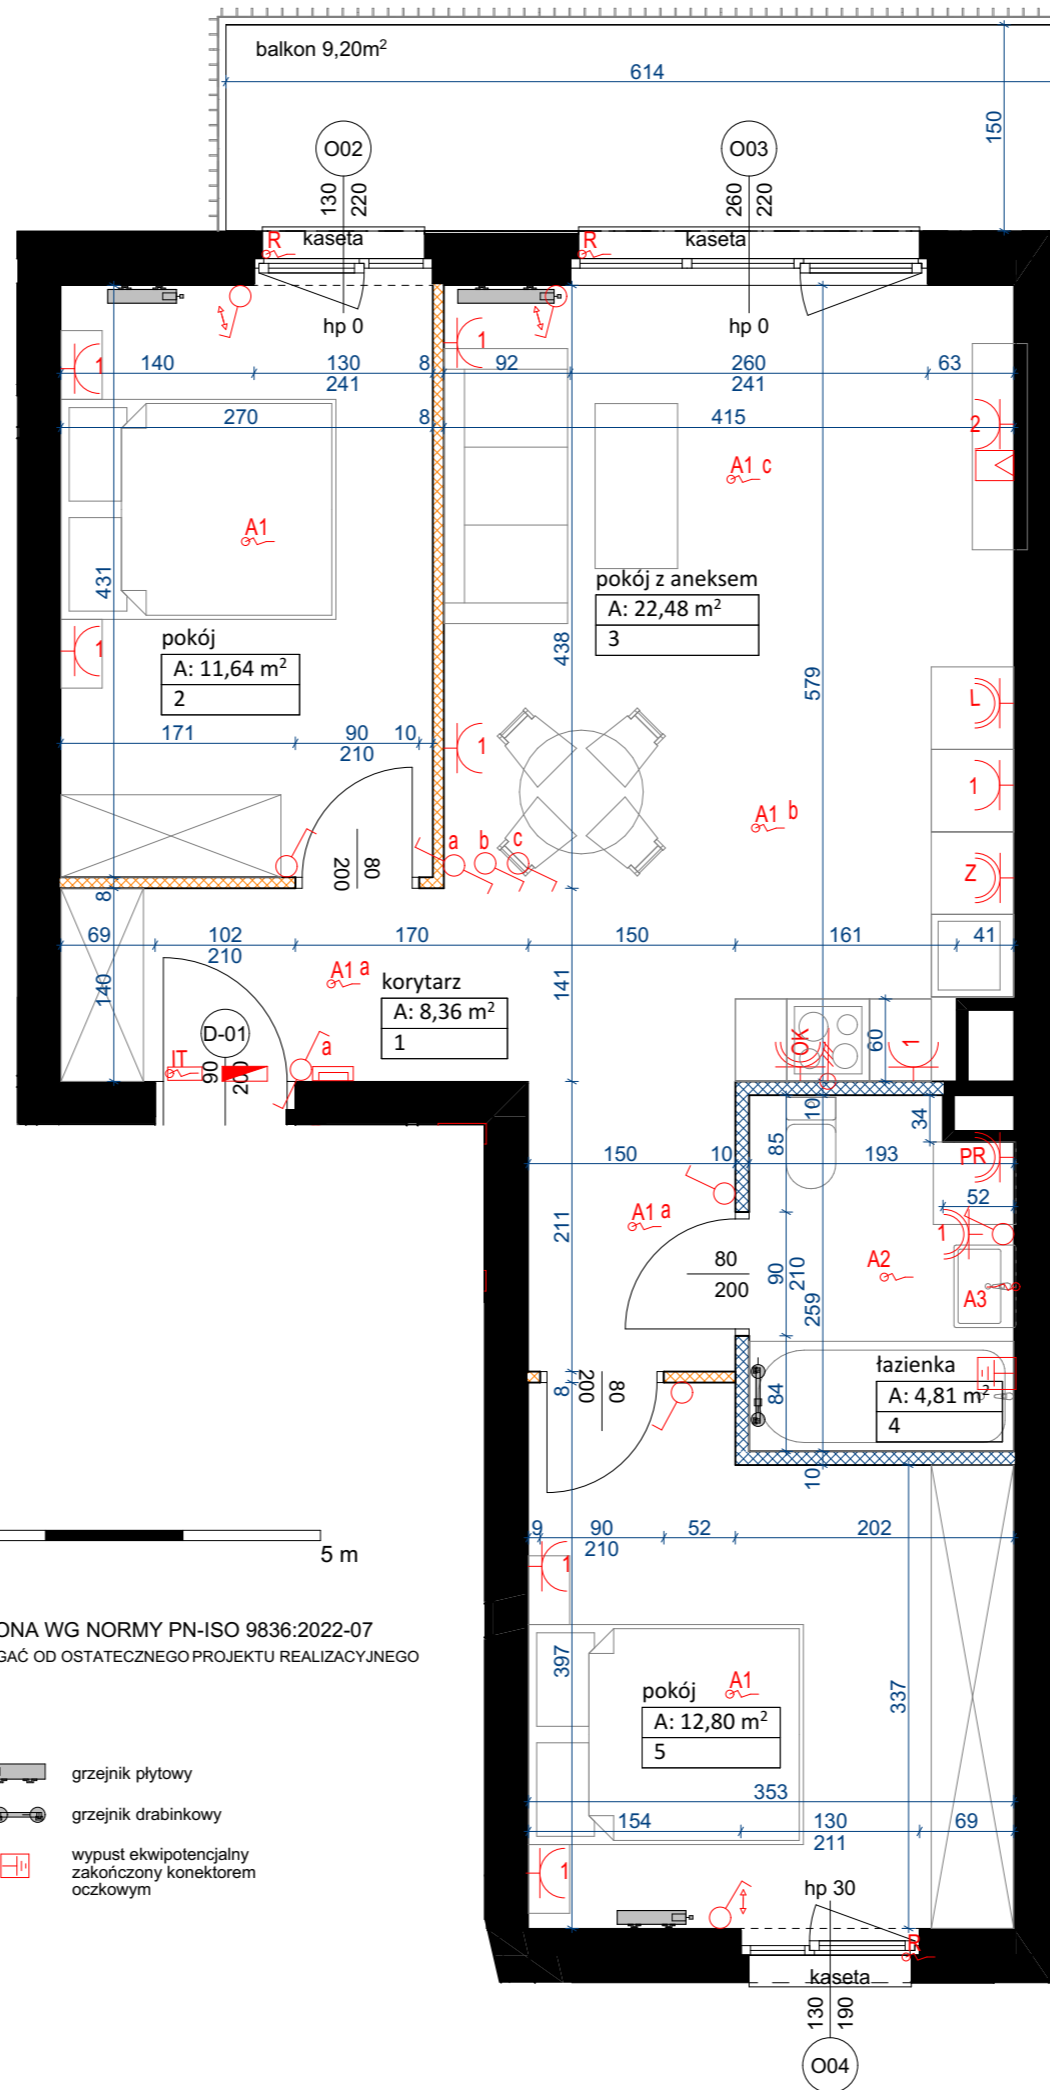 balkon 9,20m²
614
150
O02
130
220
O03
260
220
R
kaseta
R
kaseta
hp 0
hp 0
1
140
130
8
241
1
92
260
241
63
270
8
415
2
A1 c
A1
431
pokój z aneksem
A: 22,48 m²
3
pokój
A: 11,64 m²
2
1
438
579
L
171
90
10
210
1
1
A1 b
a
b
c
80
200
Z
8
69
102
210
170
150
161
41
140
A1 a
korytarz
A: 8,36 m²
1
141
D-01
90
200
IT
a
OK
60
1
10
34
85
150
10
193
PR
52
A1 a
211
1
80
200
90
210
259
A2
A3
80
200
8
84
łazienka
A: 4,81 m²
4
10
9
90
210
52
202
5 m
1
ONA WG NORMY PN-ISO 9836:2022-07
GAĆ OD OSTATECZNEGO PROJEKTU REALIZACYJNEGO
397
337
pokój
A1
A: 12,80 m²
5
grzejnik płytowy
353
154
130
211
69
grzejnik drabinkowy
wypust ekwipotencjalny
zakończony konektorem
oczkowym
1
hp 30
R
kaseta
130
190
O04